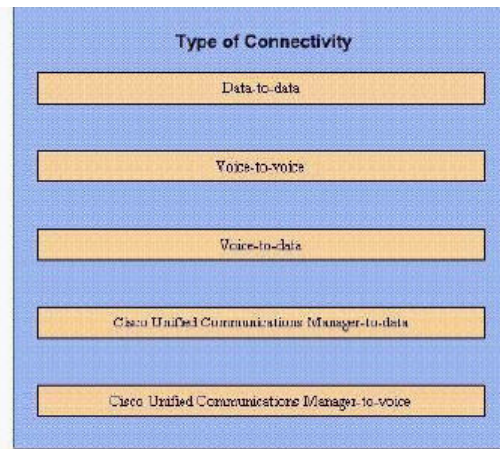 Type of Connectivity
Data-to-data
Voice-to-voice
Voice-to-data
Cisco Unified Communications Manager-to-data
Cisco Unified Communications Manager-to-voice